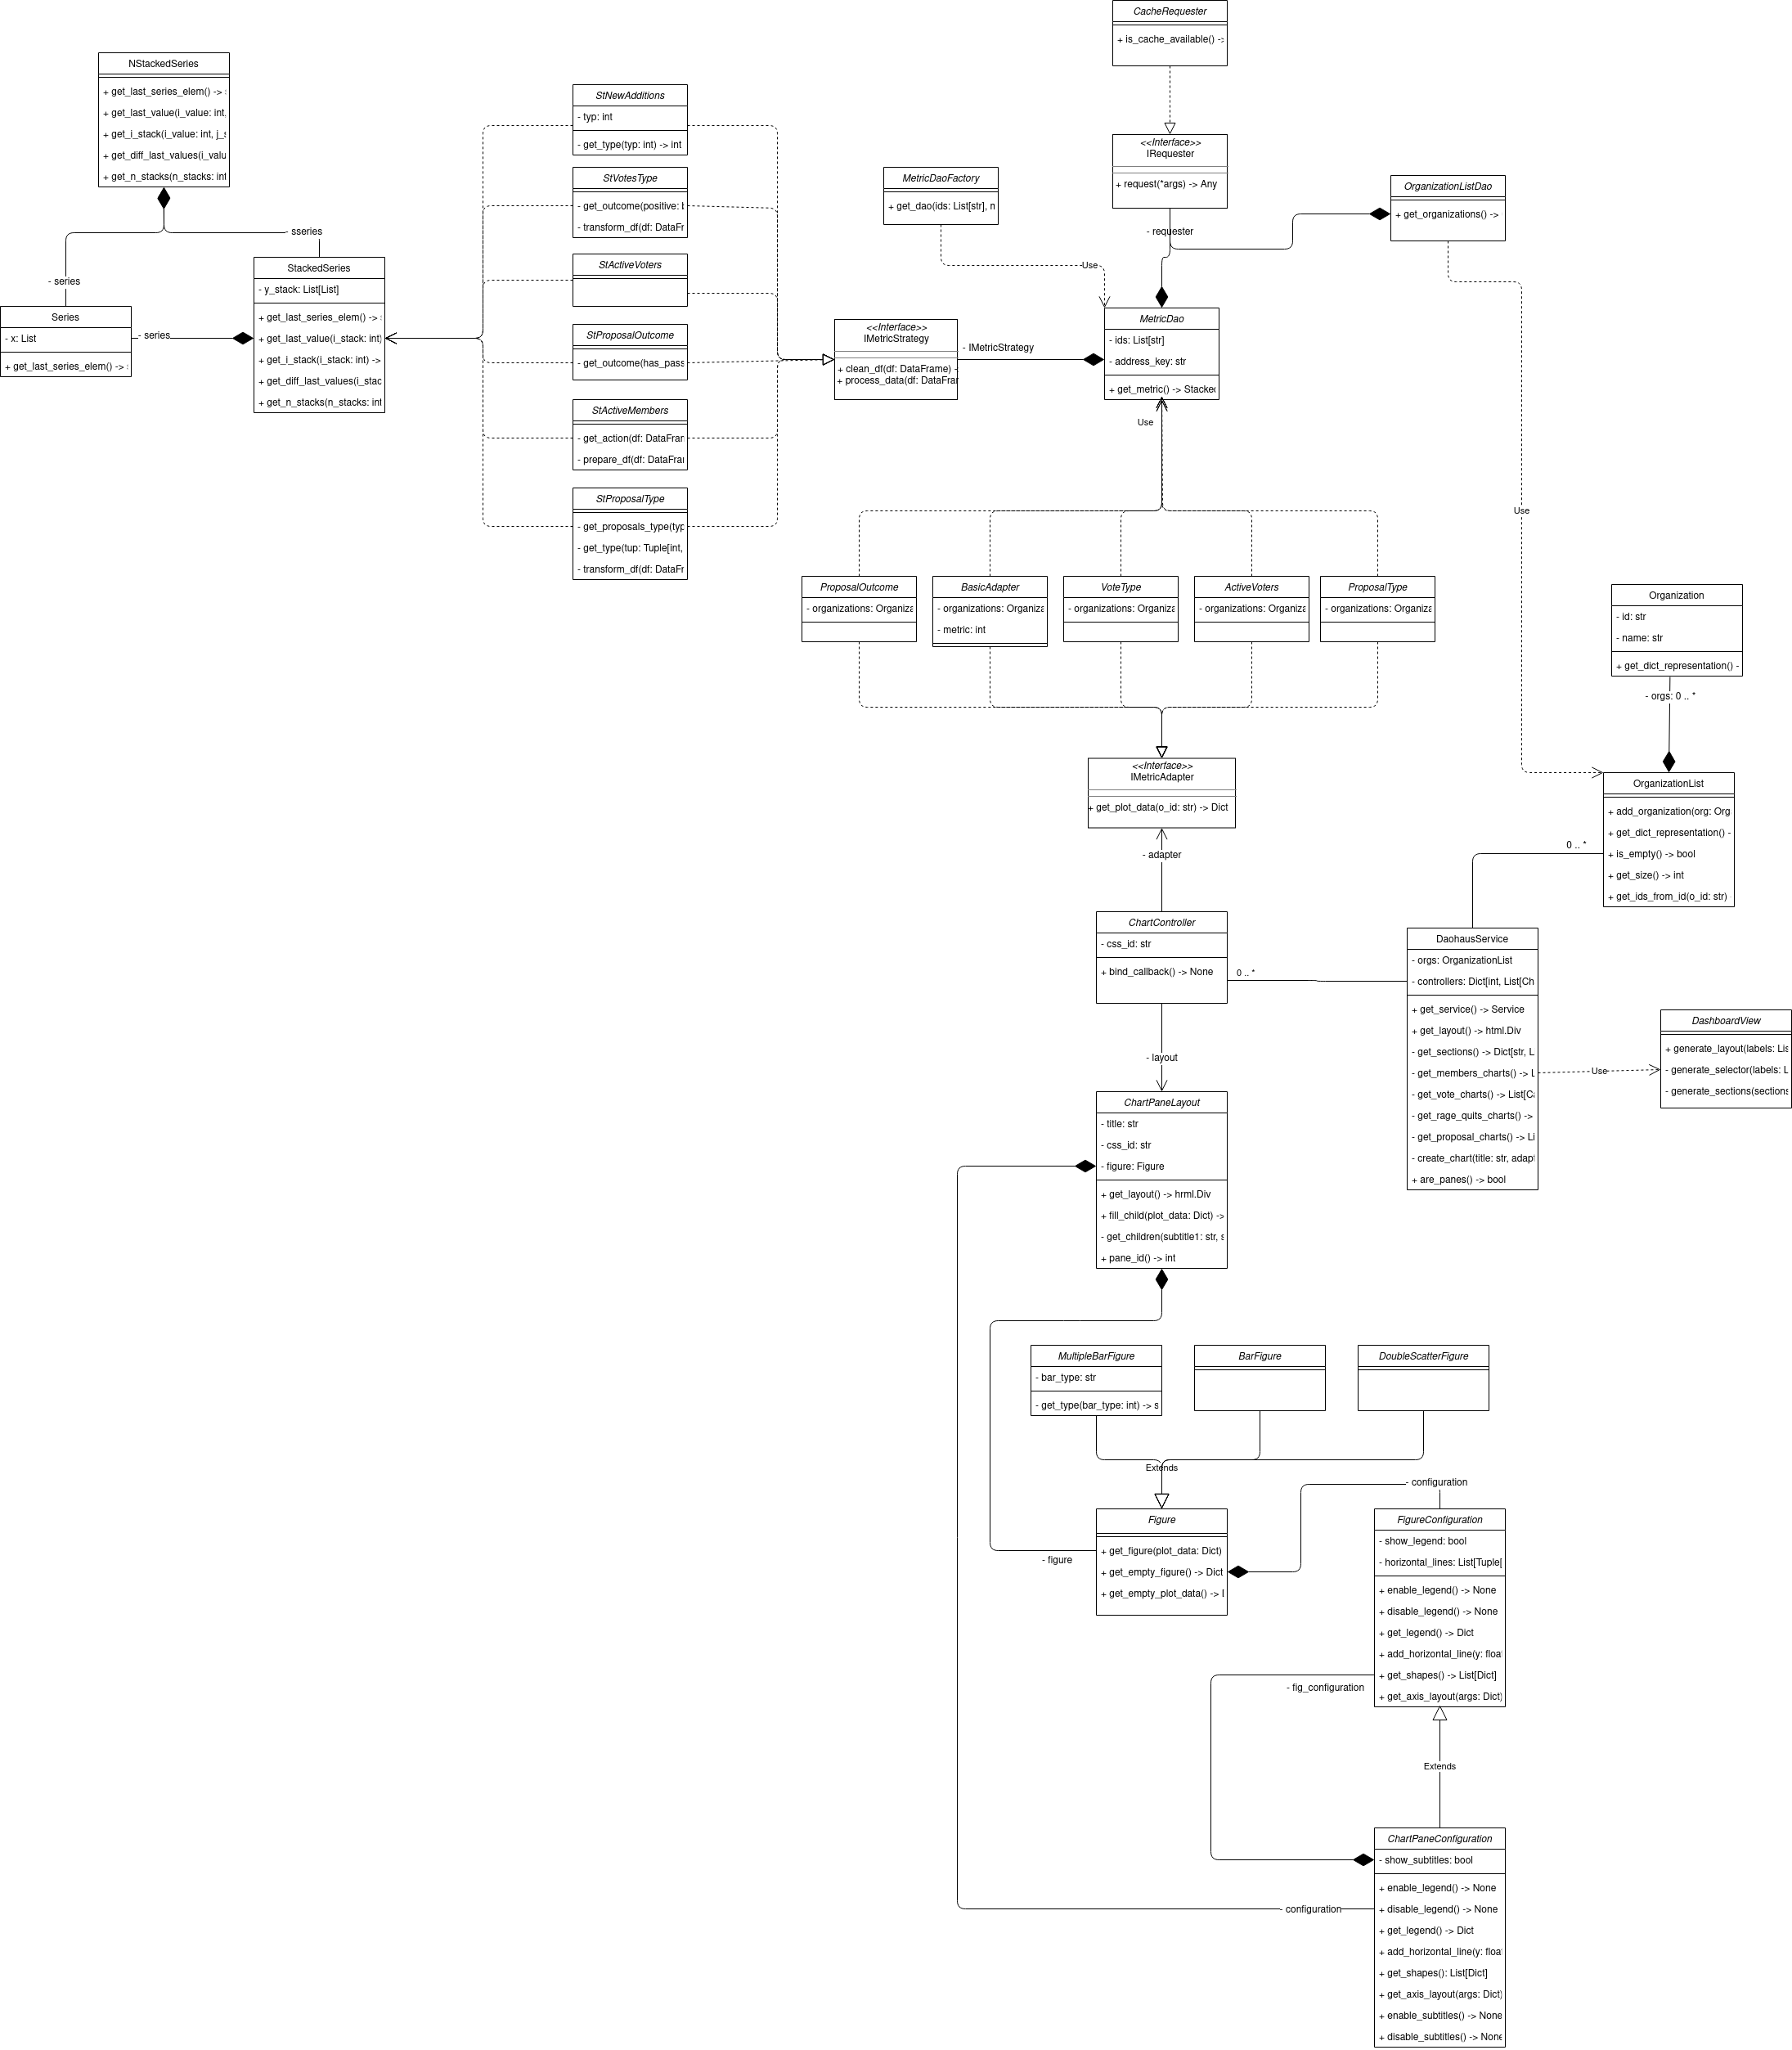 CacheRequester
+ is_cache_available() ->
NStackedSeries
+ get_last_series_elem() ->
+ get_last_value(i_value: int,
+ get_i_stack(i_value: int, j_s
+ get_diff_last_values(i_valu
+ get_n_stacks(n_stacks: int
StNewAdditions
- typ: int
- get_type(typ: int) -> int
<<Interface>>
IRequester
+ request(*args) -> Any
StVotesType
- get_outcome(positive: b
- transform_df(df: DataFr
MetricDaoFactory
+ get_dao(ids: List[str], n
OrganizationListDao
+ get_organizations() ->
- sseries
- requester
Use
StackedSeries
- y_stack: List[List]
+ get_last_series_elem() ->
+ get_last_value(i_stack: int)
+ get_i_stack(i_stack: int) ->
+ get_diff_last_values(i_stac
+ get_n_stacks(n_stacks: int
- series
Series
- x: List
+ get_last_series_elem() ->
- series
StActiveVoters
StProposalOutcome
- get_outcome(has_pass
StActiveMembers
- get_action(df: DataFran
- prepare_df(df: DataFrai
StProposalType
- get_proposals_type(typ
- get_type(tup: Tuple[int,
- transform_df(df: DataFr
<<Interface>>
IMetricStrategy
+ clean_df(df: DataFrame) -
+ process_data(df: DataFran
- IMetricStrategy
MetricDao
- ids: List[str]
- address_key: str
+ get_metric() -> Stacked
Use
Use
ProposalOutcome
- organizations: Organiza
BasicAdapter
- organizations: Organiza
- metric: int
VoteType
- organizations: Organiza
ActiveVoters
- organizations: Organiza
ProposalType
- organizations: Organiza
Organization
- id: str
- name: str
+ get_dict_representation() -
- orgs: 0 .. *
<<Interface>>
IMetricAdapter
+ get_plot_data(o_id: str) -> Dict
OrganizationList
+ add_organization(org: Org
+ get_dict_representation() -
+ is_empty() -> bool
+ get_size() -> int
+ get_ids_from_id(o_id: str)
0 .. *
- adapter
ChartController
- css_id: str
+ bind_callback() -> None
0 .. *
DaohausService
- orgs: OrganizationList
- controllers: Dict[int, List[Ch
+ get_service() -> Service
+ get_layout() -> html.Div
- get_sections() -> Dict[str, L
- get_members_charts() -> L
- get_vote_charts() -> List[Ca
- get_rage_quits_charts() ->
- get_proposal_charts() -> Li
- create_chart(title: str, adapt
+ are_panes() -> bool
Use
DashboardView
+ generate_layout(labels: Lis
- generate_selector(labels: L
- generate_sections(sections
- layout
ChartPaneLayout
- title: str
- css_id: str
- figure: Figure
+ get_layout() -> hrml.Div
+ fill_child(plot_data: Dict) ->
- get_children(subtitle1: str, s
+ pane_id() -> int
MultipleBarFigure
- bar_type: str
- get_type(bar_type: int) -> s
BarFigure
DoubleScatterFigure
Extends
- configuration
Figure
+ get_figure(plot_data: Dict)
+ get_empty_figure() -> Dict
+ get_empty_plot_data() -> I
- figure
FigureConfiguration
- show_legend: bool
- horizontal_lines: List[Tuple[
+ enable_legend() -> None
+ disable_legend() -> None
+ get_legend() -> Dict
+ add_horizontal_line(y: float
+ get_shapes() -> List[Dict]
+ get_axis_layout(args: Dict)
- fig_configuration
Extends
ChartPaneConfiguration
- show_subtitles: bool
+ enable_legend() -> None
+ disable_legend() -> None
+ get_legend() -> Dict
+ add_horizontal_line(y: float
+ get_shapes(): List[Dict]
+ get_axis_layout(args: Dict)
+ enable_subtitles() -> None
+ disable_subtitles() -> None
- configuration